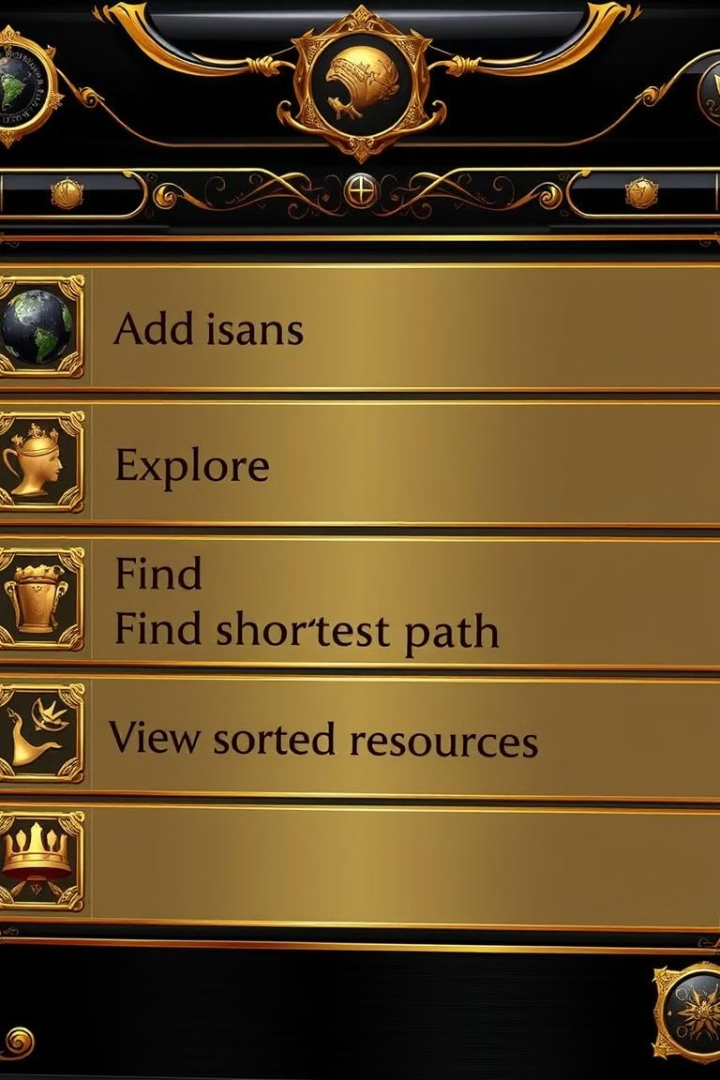 Add isans
Explore
Find
Find shor'test path
View sorted resources